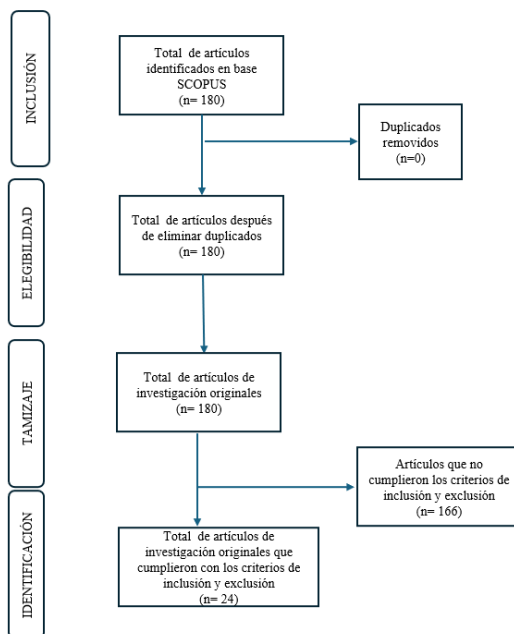 INCLUSIÓN
Total de artículos
identificados en base
SCOPUS
(n= 180)
Duplicados
removidos
(n=0)
ELEGIBILIDAD
Total de artículos después
de eliminar duplicados
(n= 180)
TAMIZAJE
Total de artículos de
investigación originales
(n= 180)
Artículos que no
cumplieron los criterios de
inclusión y exclusión
(n= 166)
IDENTIFICACIÓN
Total de artículos de
investigación originales que
cumplieron con los criterios de
inclusión y exclusión
(n= 24)